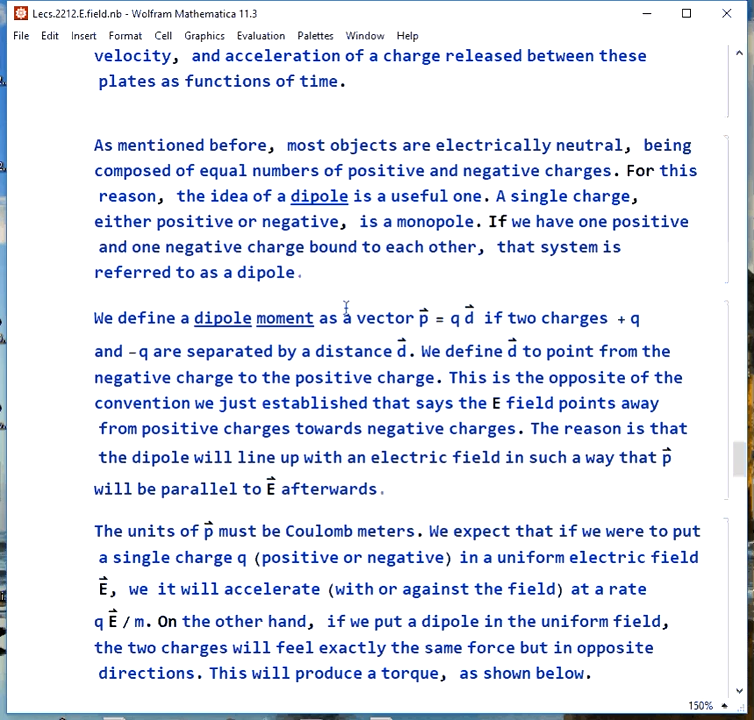 Lecs.2212.E.field.nb - Wolfram Mathematica 11.3
File Edit Insert Format Cell Graphics Evaluation Palettes Window Help
velocity, and acceleration of a charge released between these
plates as functions of time.
As mentioned before, most objects are electrically neutral, being
composed of equal numbers of positive and negative charges. For this
reason, the idea of a dipole is a useful one. A single charge,
either positive or negative, is a monopole. If we have one positive
and one negative charge bound to each other, that system is
referred to as a dipole.
We define a dipole moment as a vector p⃗ = q d⃗ if two charges +q
and -q are separated by a distance d⃗. We define d⃗ to point from the
negative charge to the positive charge. This is the opposite of the
convention we just established that says the E field points away
from positive charges towards negative charges. The reason is that
the dipole will line up with an electric field in such a way that p⃗
will be parallel to E⃗ afterwards.
The units of p⃗ must be Coulomb meters. We expect that if we were to put
a single charge q (positive or negative) in a uniform electric field
E⃗, we it will accelerate (with or against the field) at a rate
q E⃗ / m. On the other hand, if we put a dipole in the uniform field,
the two charges will feel exactly the same force but in opposite
directions. This will produce a torque, as shown below.
150%